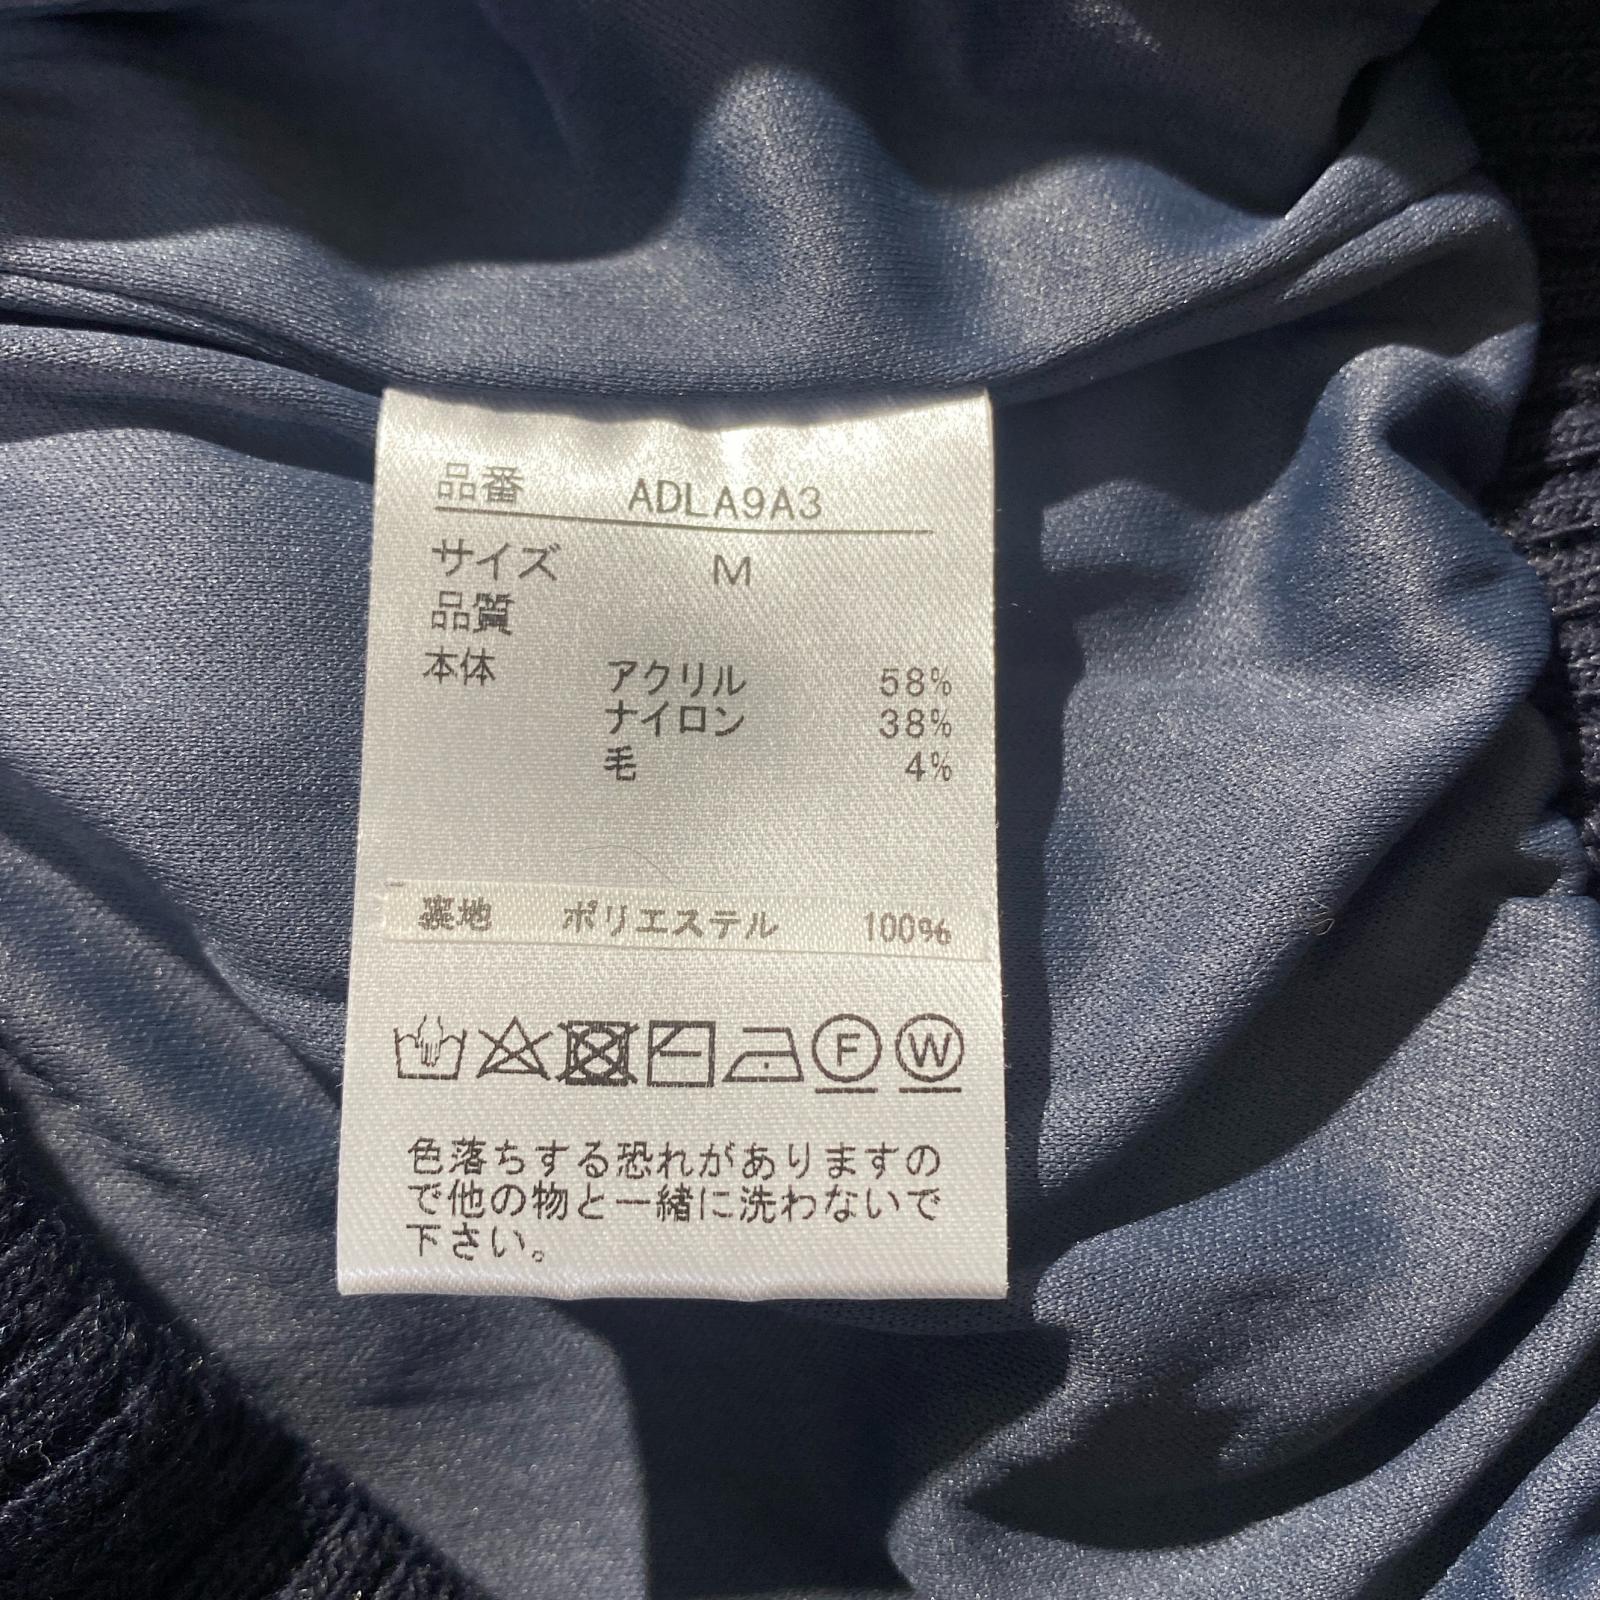 品番 ADLA9A3
サイズ M
品質
本体 アクリル 58%
ナイロン 38%
毛 4%
裏地 ポリエステル 100%
F W
色落ちする恐れがありますの
で他の物と一緒に洗わないで
下さい。